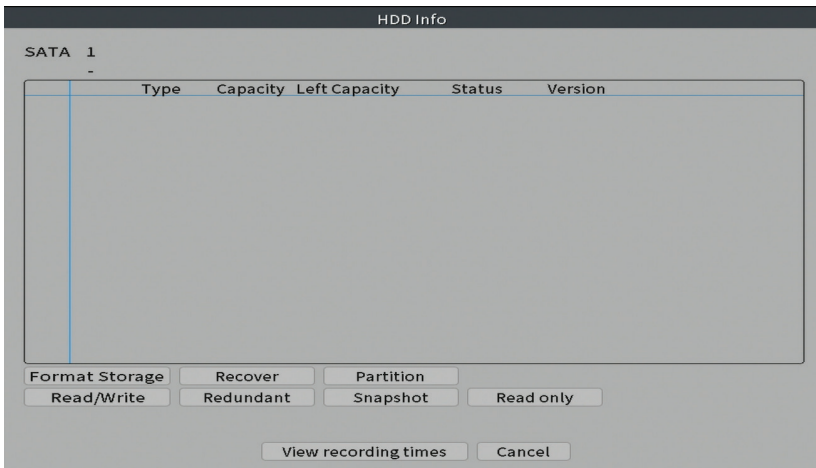 HDD Info
SATA 1
-
Type Capacity Left Capacity Status Version
Format Storage Recover Partition
Read/Write Redundant Snapshot Read only
View recording times Cancel